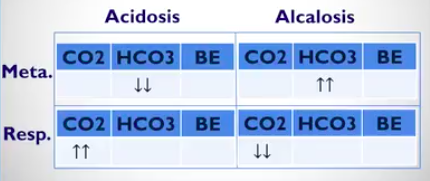 Acidosis Alcalosis
CO2 HCO3 BE CO2 HCO3 BE
Meta. ↓↓ ↑↑
CO2 HCO3 BE CO2 HCO3 BE
Resp. ↑↑ ↓↓